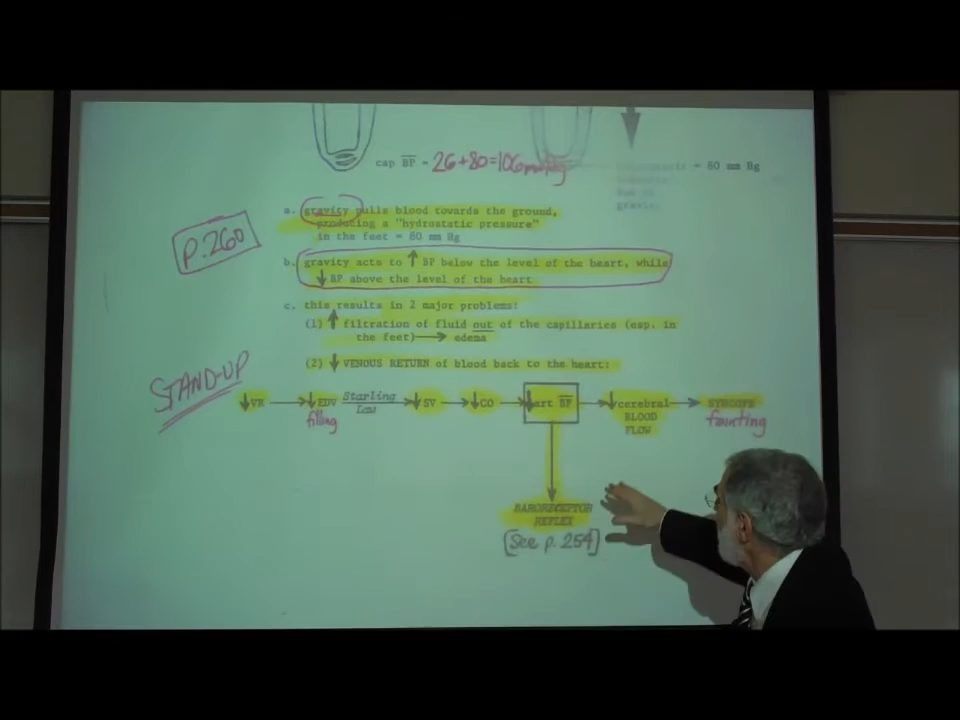 cap BP = 26+80=106mmHg
= 80 mm Hg
gravity
p.260
a. gravity pulls blood towards the ground,
producing a "hydrostatic pressure"
in the feet = 80 mm Hg
b. gravity acts to ↑ BP below the level of the heart, while
↓ BP above the level of the heart
c. this results in 2 major problems:
(1) ↑ filtration of fluid out of the capillaries (esp. in
the feet) → edema
(2) ↓ VENOUS RETURN of blood back to the heart:
STAND-UP
↓VR → ↓EDV Starling Law → ↓SV → ↓CO → ↓art BP → ↓cerebral BLOOD FLOW → SYNCOPE
filling
fainting
BARORECEPTOR
REFLEX
[See p. 254]